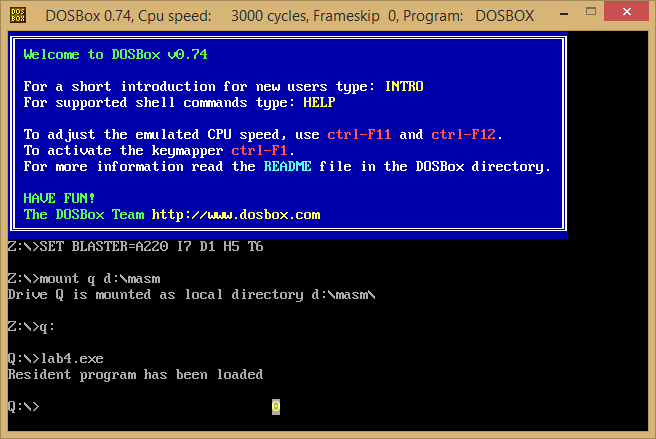 DOS
BOX
DOSBox 0.74, Cpu speed: 3000 cycles, Frameskip 0, Program: DOSBOX
Welcome to DOSBox v0.74
For a short introduction for new users type: INTRO
For supported shell commands type: HELP
To adjust the emulated CPU speed, use ctrl-F11 and ctrl-F12.
To activate the keymapper ctrl-F1.
For more information read the README file in the DOSBox directory.
HAVE FUN!
The DOSBox Team http://www.dosbox.com
Z:\>SET BLASTER=A220 I7 D1 H5 T6
Z:\>mount q d:\masm
Drive Q is mounted as local directory d:\masm\
Z:\>q:
Q:\>lab4.exe
Resident program has been loaded
Q:\> 0